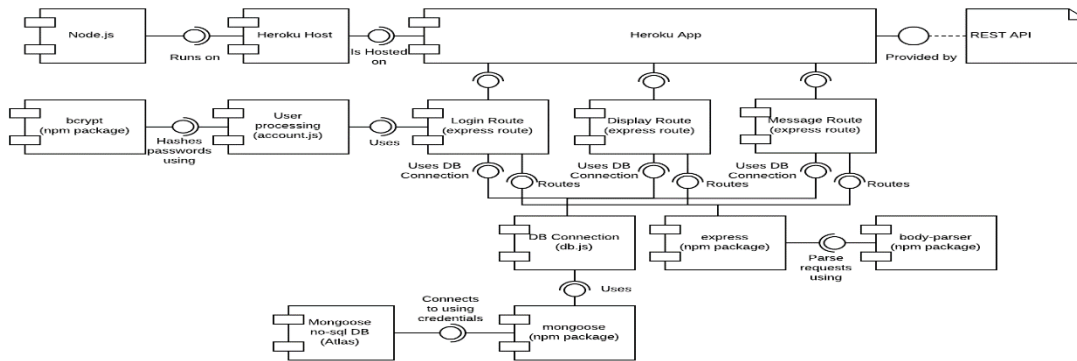 Node.js
Runs on
Heroku Host
Is Hosted
on
Heroku App
Provided by
REST API
bcrypt
(npm package)
Hashes
passwords
using
User
processing
(account.js)
Uses
Login Route
(express route)
Display Route
(express route)
Message Route
(express route)
Uses DB
Connection
Routes
Uses DB
Connection
Routes
Uses DB
Connection
Routes
DB Connection
(db.js)
express
(npm package)
Parse
requests
using
body-parser
(npm package)
Uses
Mongoose
no-sql DB
(Atlas)
Connects
to using
credentials
mongoose
(npm package)